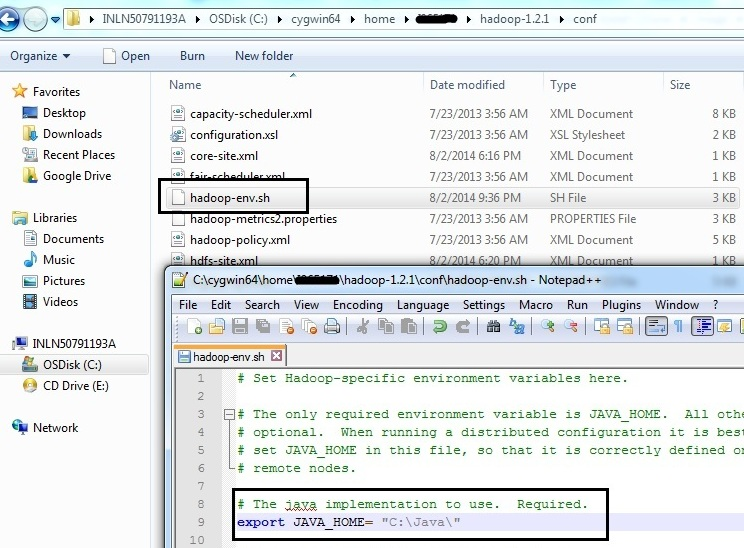 INLN50791193A ▸ OSDisk (C:) ▸ cygwin64 ▸ home ▸ ▸ hadoop-1.2.1 ▸ conf
Organize Open Burn New folder
Name Date modified Type Size
Favorites
Desktop
Downloads
Recent Places
Google Drive
Libraries
Documents
Music
Pictures
Videos
INLN50791193A
OSDisk (C:)
CD Drive (E:)
Network
capacity-scheduler.xml 7/23/2013 3:56 AM XML Document 8 KB
configuration.xsl 7/23/2013 3:56 AM XSL Stylesheet 2 KB
core-site.xml 8/2/2014 6:16 PM XML Document 1 KB
fair-scheduler.xml 7/23/2013 3:56 AM XML Document 1 KB
hadoop-env.sh 8/2/2014 9:36 PM SH File 3 KB
hadoop-metrics2.properties 7/23/2013 3:56 AM PROPERTIES File 3 KB
hadoop-policy.xml 7/23/2013 3:56 AM XML Document 5 KB
hdfs-site.xml 8/2/2014 6:21 PM XML Document 1 KB
C:\cygwin64\home\ \hadoop-1.2.1\conf\hadoop-env.sh - Notepad++
File Edit Search View Encoding Language Settings Macro Run Plugins Window ?
hadoop-env.sh
1 # Set Hadoop-specific environment variables here.
2
3 # The only required environment variable is JAVA_HOME. All othe
4 # optional. When running a distributed configuration it is best
5 # set JAVA_HOME in this file, so that it is correctly defined on
6 # remote nodes.
7
8 # The java implementation to use. Required.
9 export JAVA_HOME= "C:\Java\"
10